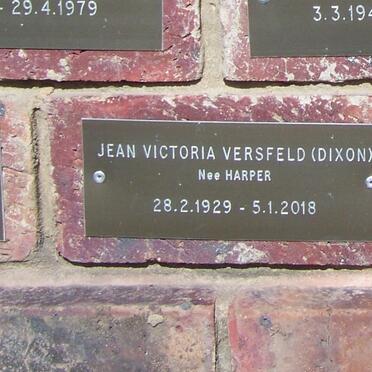 - 29.4.1979
3.3.194
JEAN VICTORIA VERSFELD (DIXON)
Nee HARPER
28.2.1929 - 5.1.2018